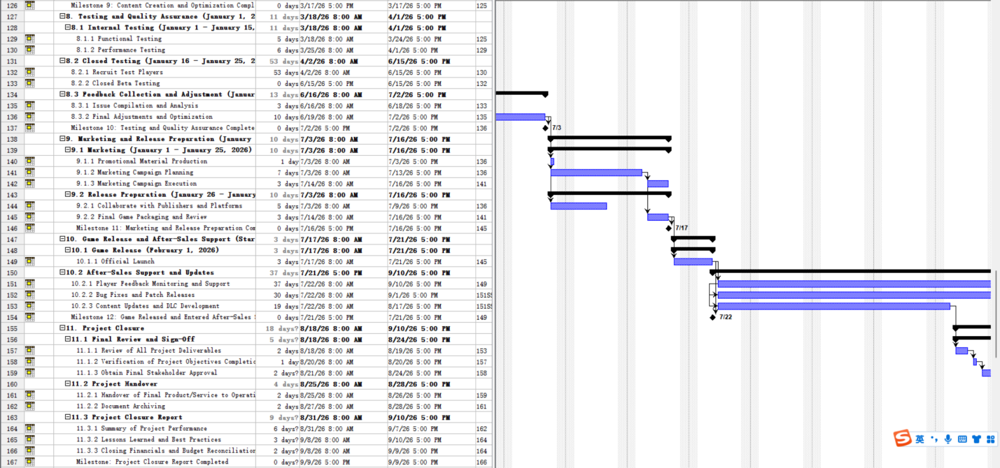 126 Milestone 9: Content Creation and Optimization Compl 0 days 3/17/26 5:00 PM 3/17/26 5:00 PM 125
127 8. Testing and Quality Assurance (January 1, 2 11 days 3/18/26 8:00 AM 4/1/26 5:00 PM
128 8.1 Internal Testing (January 1 - January 15, 11 days 3/18/26 8:00 AM 4/1/26 5:00 PM
129 8.1.1 Functional Testing 5 days 3/18/26 8:00 AM 3/24/26 5:00 PM 125
130 8.1.2 Performance Testing 6 days 3/25/26 8:00 AM 4/1/26 5:00 PM 129
131 8.2 Closed Testing (January 16 - January 25, 2 53 days 4/2/26 8:00 AM 6/15/26 5:00 PM
132 8.2.1 Recruit Test Players 53 days 4/2/26 8:00 AM 6/15/26 5:00 PM 130
133 8.2.2 Closed Beta Testing 0 days 6/15/26 5:00 PM 6/15/26 5:00 PM 132
134 8.3 Feedback Collection and Adjustment (Januar 13 days 6/16/26 8:00 AM 7/2/26 5:00 PM
135 8.3.1 Issue Compilation and Analysis 3 days 6/16/26 8:00 AM 6/18/26 5:00 PM 133
136 8.3.2 Final Adjustments and Optimization 10 days 6/19/26 8:00 AM 7/2/26 5:00 PM 135
137 Milestone 10: Testing and Quality Assurance Complete 0 days 7/2/26 5:00 PM 7/2/26 5:00 PM 136 7/3
138 9. Marketing and Release Preparation (January 10 days 7/3/26 8:00 AM 7/16/26 5:00 PM
139 9.1 Marketing (January 1 - January 25, 2026) 10 days 7/3/26 8:00 AM 7/16/26 5:00 PM
140 9.1.1 Promotional Material Production 1 day 7/3/26 8:00 AM 7/3/26 5:00 PM 136
141 9.1.2 Marketing Campaign Planning 7 days 7/3/26 8:00 AM 7/13/26 5:00 PM 136
142 9.1.3 Marketing Campaign Execution 3 days 7/14/26 8:00 AM 7/16/26 5:00 PM 141
143 9.2 Release Preparation (January 26 - January 10 days 7/3/26 8:00 AM 7/16/26 5:00 PM
144 9.2.1 Collaborate with Publishers and Platforms 5 days 7/3/26 8:00 AM 7/9/26 5:00 PM 136
145 9.2.2 Final Game Packaging and Review 3 days 7/14/26 8:00 AM 7/16/26 5:00 PM 141
146 Milestone 11: Marketing and Release Preparation Com 0 days 7/16/26 5:00 PM 7/16/26 5:00 PM 145 7/17
147 10. Game Release and After-Sales Support (Star 3 days 7/17/26 8:00 AM 7/21/26 5:00 PM
148 10.1 Game Release (February 1, 2026) 3 days 7/17/26 8:00 AM 7/21/26 5:00 PM
149 10.1.1 Official Launch 3 days 7/17/26 8:00 AM 7/21/26 5:00 PM 145
150 10.2 After-Sales Support and Updates 37 days 7/21/26 5:00 PM 9/10/26 5:00 PM
151 10.2.1 Player Feedback Monitoring and Support 37 days 7/22/26 8:00 AM 9/10/26 5:00 PM 149
152 10.2.2 Bug Fixes and Patch Releases 30 days 7/22/26 8:00 AM 9/1/26 5:00 PM 151SS
153 10.2.3 Content Updates and DLC Development 19 days 7/22/26 8:00 AM 8/17/26 5:00 PM 151SS
154 Milestone 12: Game Released and Entered After-Sales 0 days 7/21/26 5:00 PM 7/21/26 5:00 PM 149 7/22
155 11. Project Closure 18 days? 8/18/26 8:00 AM 9/10/26 5:00 PM
156 11.1 Final Review and Sign-Off 5 days? 8/18/26 8:00 AM 8/24/26 5:00 PM
157 11.1.1 Review of All Project Deliverables 2 days 8/18/26 8:00 AM 8/19/26 5:00 PM 153
158 11.1.2 Verification of Project Objectives Completic 1 day 8/20/26 8:00 AM 8/20/26 5:00 PM 157
159 11.1.3 Obtain Final Stakeholder Approval 2 days? 8/21/26 8:00 AM 8/24/26 5:00 PM 158
160 11.2 Project Handover 4 days 8/25/26 8:00 AM 8/28/26 5:00 PM
161 11.2.1 Handover of Final Product/Service to Operati 2 days 8/25/26 8:00 AM 8/26/26 5:00 PM 159
162 11.2.2 Document Archiving 2 days 8/27/26 8:00 AM 8/28/26 5:00 PM 161
163 11.3 Project Closure Report 9 days? 8/31/26 8:00 AM 9/10/26 5:00 PM
164 11.3.1 Summary of Project Performance 6 days? 8/31/26 8:00 AM 9/7/26 5:00 PM 162
165 11.3.2 Lessons Learned and Best Practices 3 days? 9/8/26 8:00 AM 9/10/26 5:00 PM 164
英
166 11.3.3 Closing Financials and Budget Reconciliation 2 days? 9/8/26 8:00 AM 9/9/26 5:00 PM 164
167 Milestone: Project Closure Report Completed 0 days? 9/9/26 5:00 PM 9/9/26 5:00 PM 166